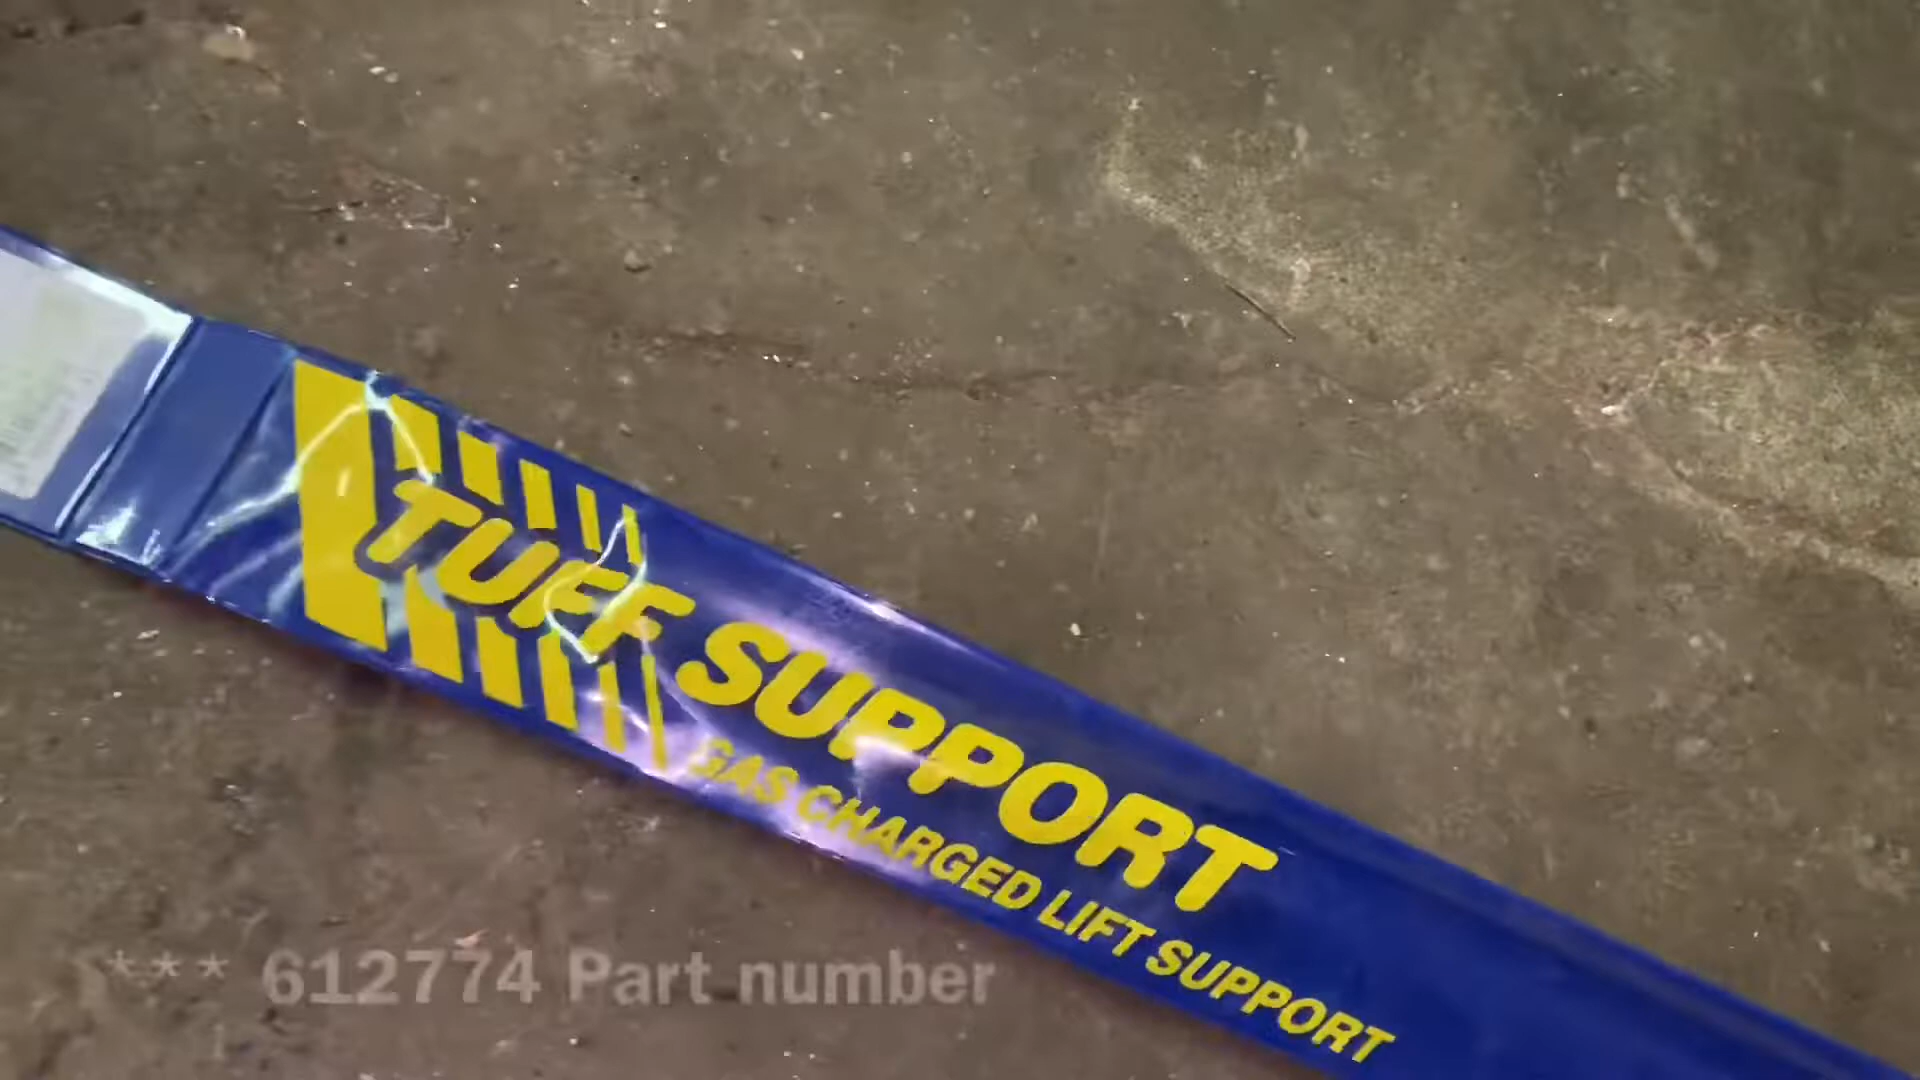 TUFF SUPPORT
GAS CHARGED LIFT SUPPORT
*** 612774 Part number